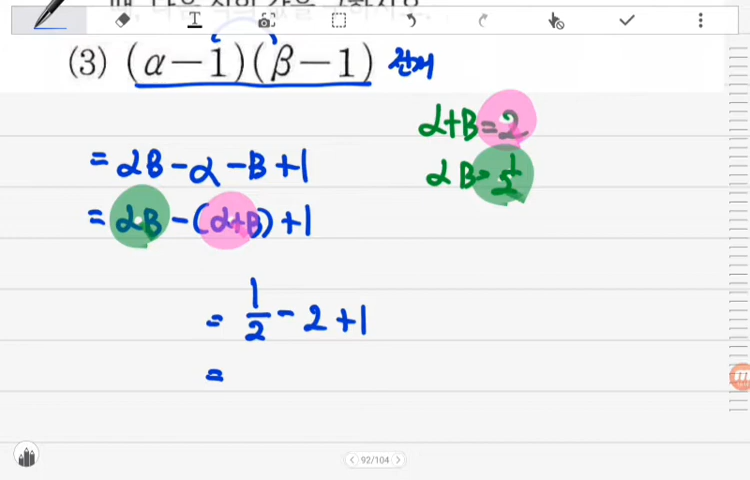 (3) (α−1)(β−1) 전개
α+β=2
αβ=1/2
=αβ−α−β+1
=αβ−(α+β)+1
=1/2−2+1
=
92/104